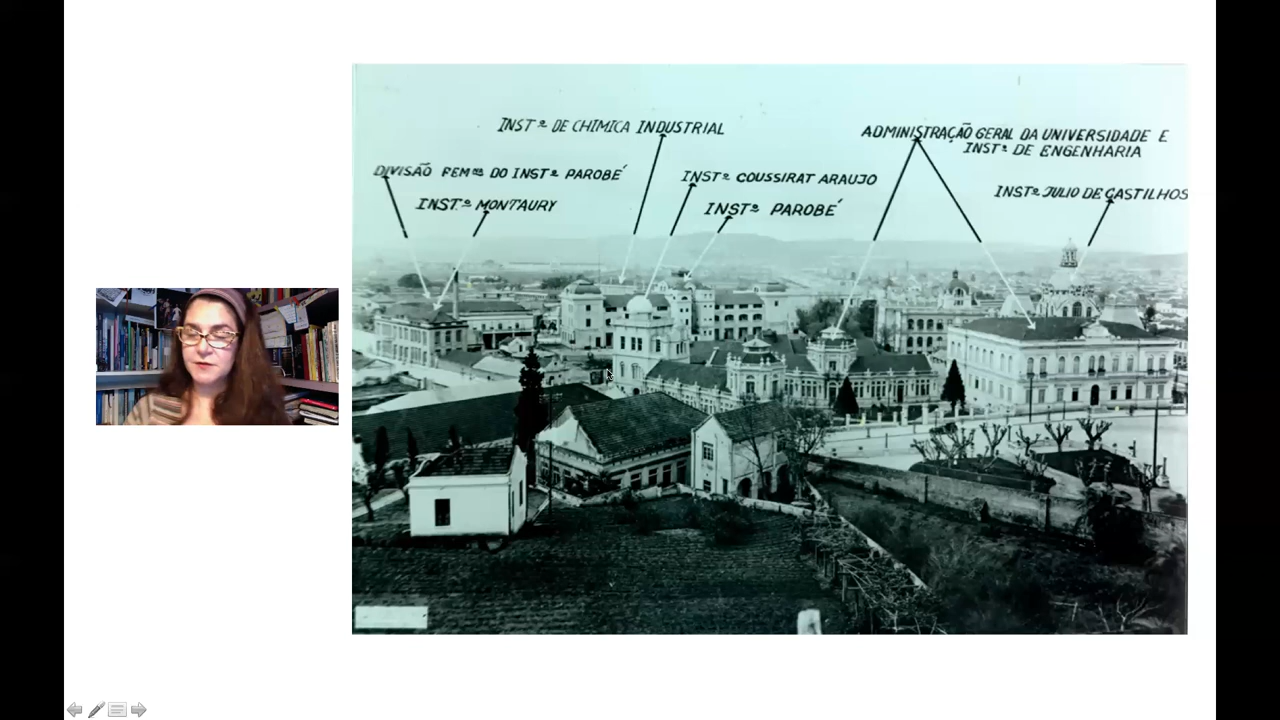 INSTº DE CHIMICA INDUSTRIAL
ADMINISTRAÇÃO GERAL DA UNIVERSIDADE E
INSTº DE ENGENHARIA
DIVISÃO FEMNA DO INSTº PAROBÉ
INSTº COUSSIRAT ARAUJO
INSTº JULIO DE CASTILHOS
INSTº MONTAURY
INSTº PAROBÉ